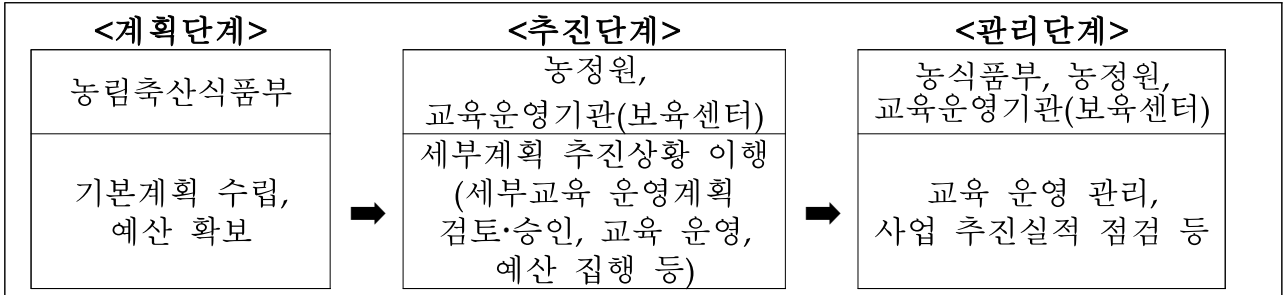 <계획단계>
농림축산식품부
기본계획 수립,
예산 확보
➡
<추진단계>
농정원,
교육운영기관(보육센터)
세부계획 추진상황 이행
(세부교육 운영계획
검토·승인, 교육 운영,
예산 집행 등)
➡
<관리단계>
농식품부, 농정원,
교육운영기관(보육센터)
교육 운영 관리,
사업 추진실적 점검 등